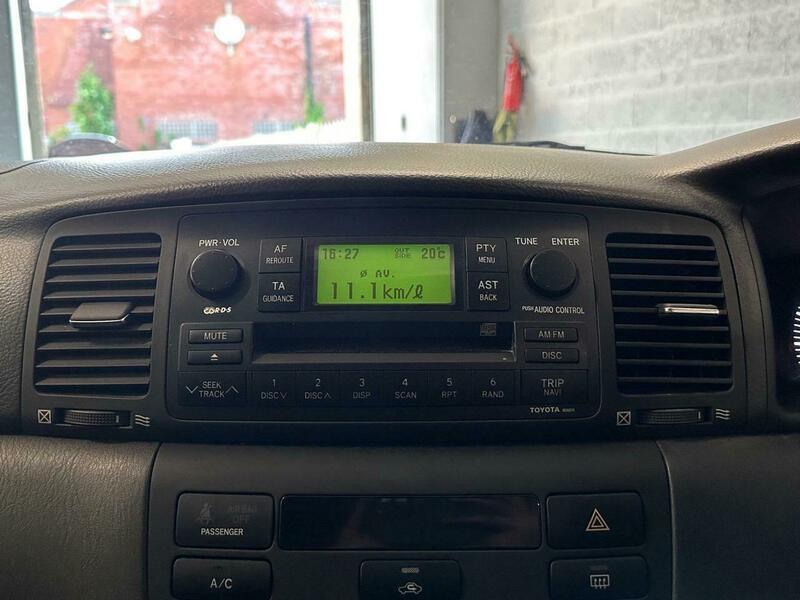 PWR·VOL
AF
REROUTE
TA
GUIDANCE
16:27 OUT SIDE 20°C
Ø AV.
11.1km/ℓ
PTY
MENU
AST
BACK
TUNE ENTER
R·D·S
PUSH AUDIO CONTROL
MUTE
AM·FM
DISC
SEEK
TRACK
1
DISC
2
DISC
3
DISP
4
SCAN
5
RPT
6
RAND
TRIP
NAVI
TOYOTA
AIRBAG
OFF
PASSENGER
A/C